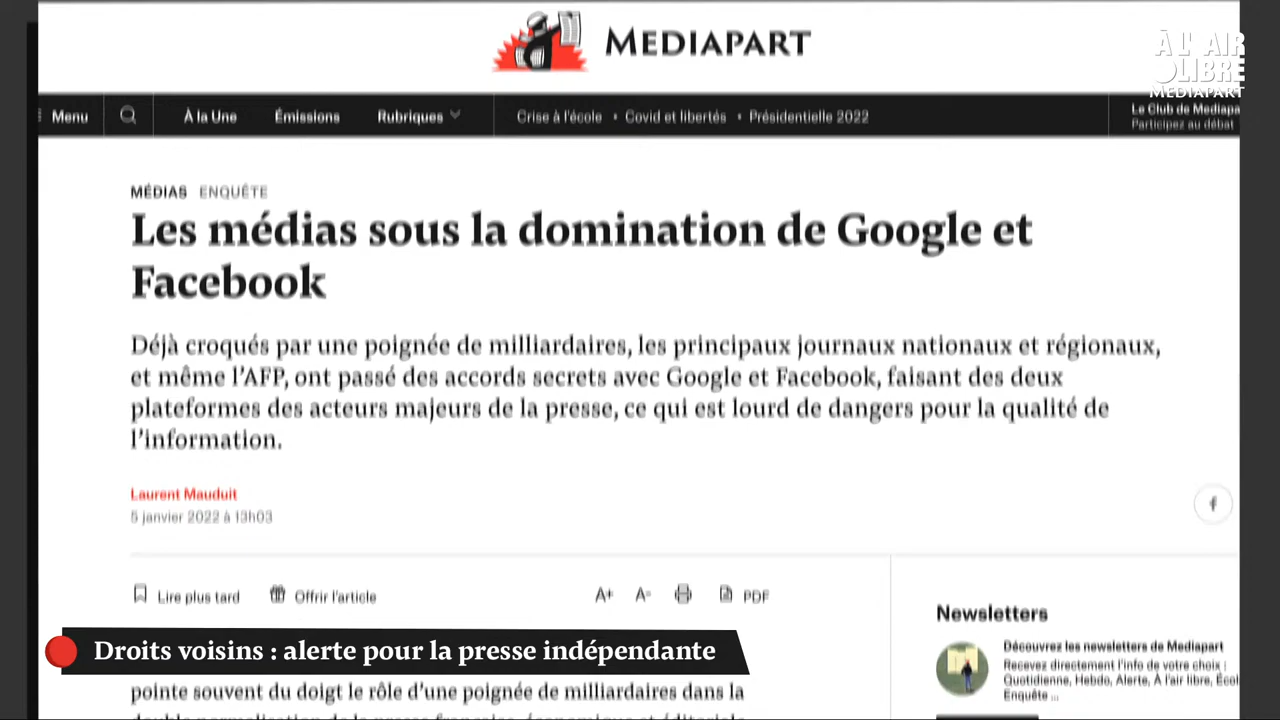 MEDIAPART
À L'AIR
LIBRE
MEDIAPART
Menu
À la Une
Émissions
Rubriques
Crise à l'école • Covid et libertés • Présidentielle 2022
Le Club de Mediapa
Participez au débat
MÉDIAS ENQUÊTE
Les médias sous la domination de Google et
Facebook
Déjà croqués par une poignée de milliardaires, les principaux journaux nationaux et régionaux,
et même l'AFP, ont passé des accords secrets avec Google et Facebook, faisant des deux
plateformes des acteurs majeurs de la presse, ce qui est lourd de dangers pour la qualité de
l'information.
Laurent Mauduit
5 janvier 2022 à 13h03
Lire plus tard
Offrir l'article
A+
A-
PDF
Newsletters
Découvrez les newsletters de Mediapart
Recevez directement l'info de votre choix :
Quotidienne, Hebdo, Alerte, À l'air libre, Écol
Enquête ...
Droits voisins : alerte pour la presse indépendante
pointe souvent du doigt le rôle d'une poignée de milliardaires dans la